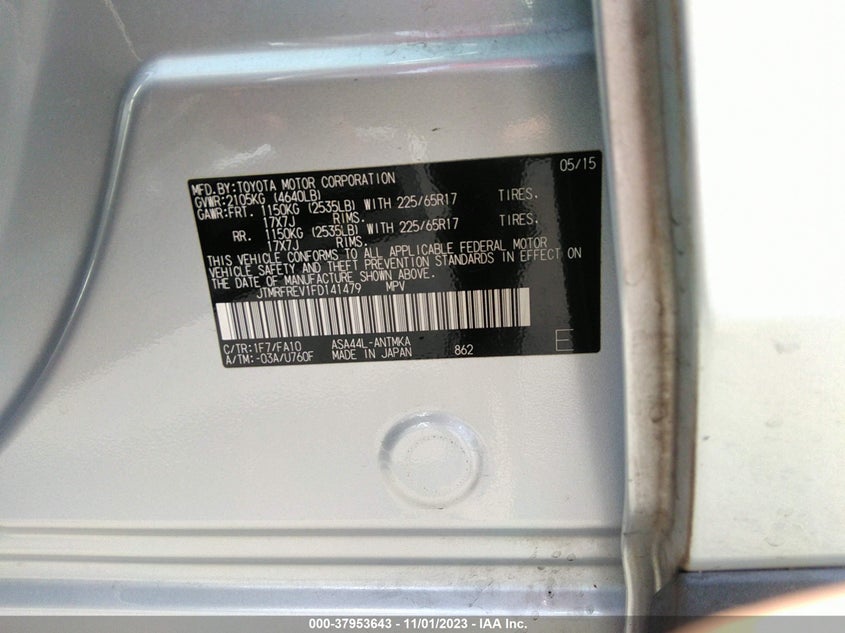 05/15
MFD.BY:TOYOTA MOTOR CORPORATION
GVWR:2105KG (4640LB)
GAWR:FRT. 1150KG (2535LB) WITH 225/65R17 TIRES,
17X7J RIMS.
RR. 1150KG (2535LB) WITH 225/65R17 TIRES,
17X7J RIMS.
THIS VEHICLE CONFORMS TO ALL APPLICABLE FEDERAL MOTOR
VEHICLE SAFETY AND THEFT PREVENTION STANDARDS IN EFFECT ON
THE DATE OF MANUFACTURE SHOWN ABOVE.
JTMRFREV1FD141479 MPV
C/TR:1F7/FA10 ASA44L-ANTMKA 862 E
A/TM:-03A/U760F MADE IN JAPAN
000-37953643 - 11/01/2023 - IAA Inc.